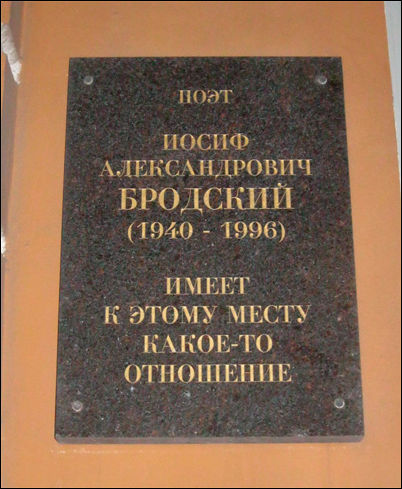 ПОЭТ
ИОСИФ
АЛЕКСАНДРОВИЧ
БРОДСКИЙ
(1940 - 1996)
ИМЕЕТ
К ЭТОМУ МЕСТУ
КАКОЕ-ТО
ОТНОШЕНИЕ